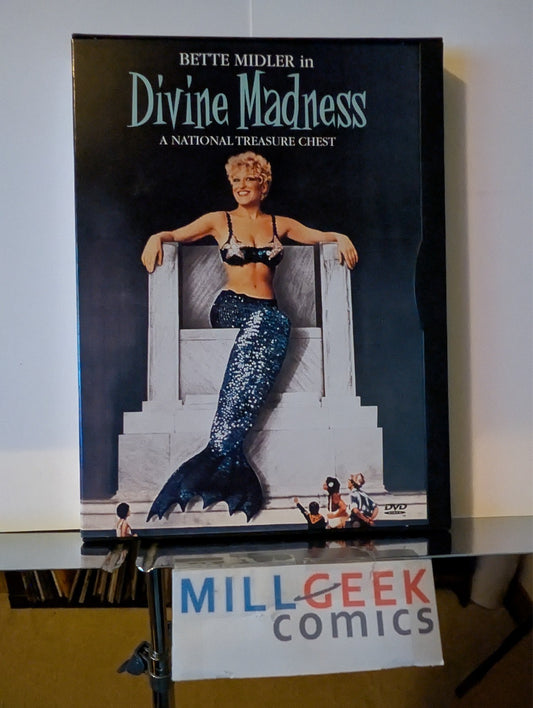 BETTE MIDLER in
Divine Madness
A NATIONAL TREASURE CHEST
DVD
MILLGEEK
comics